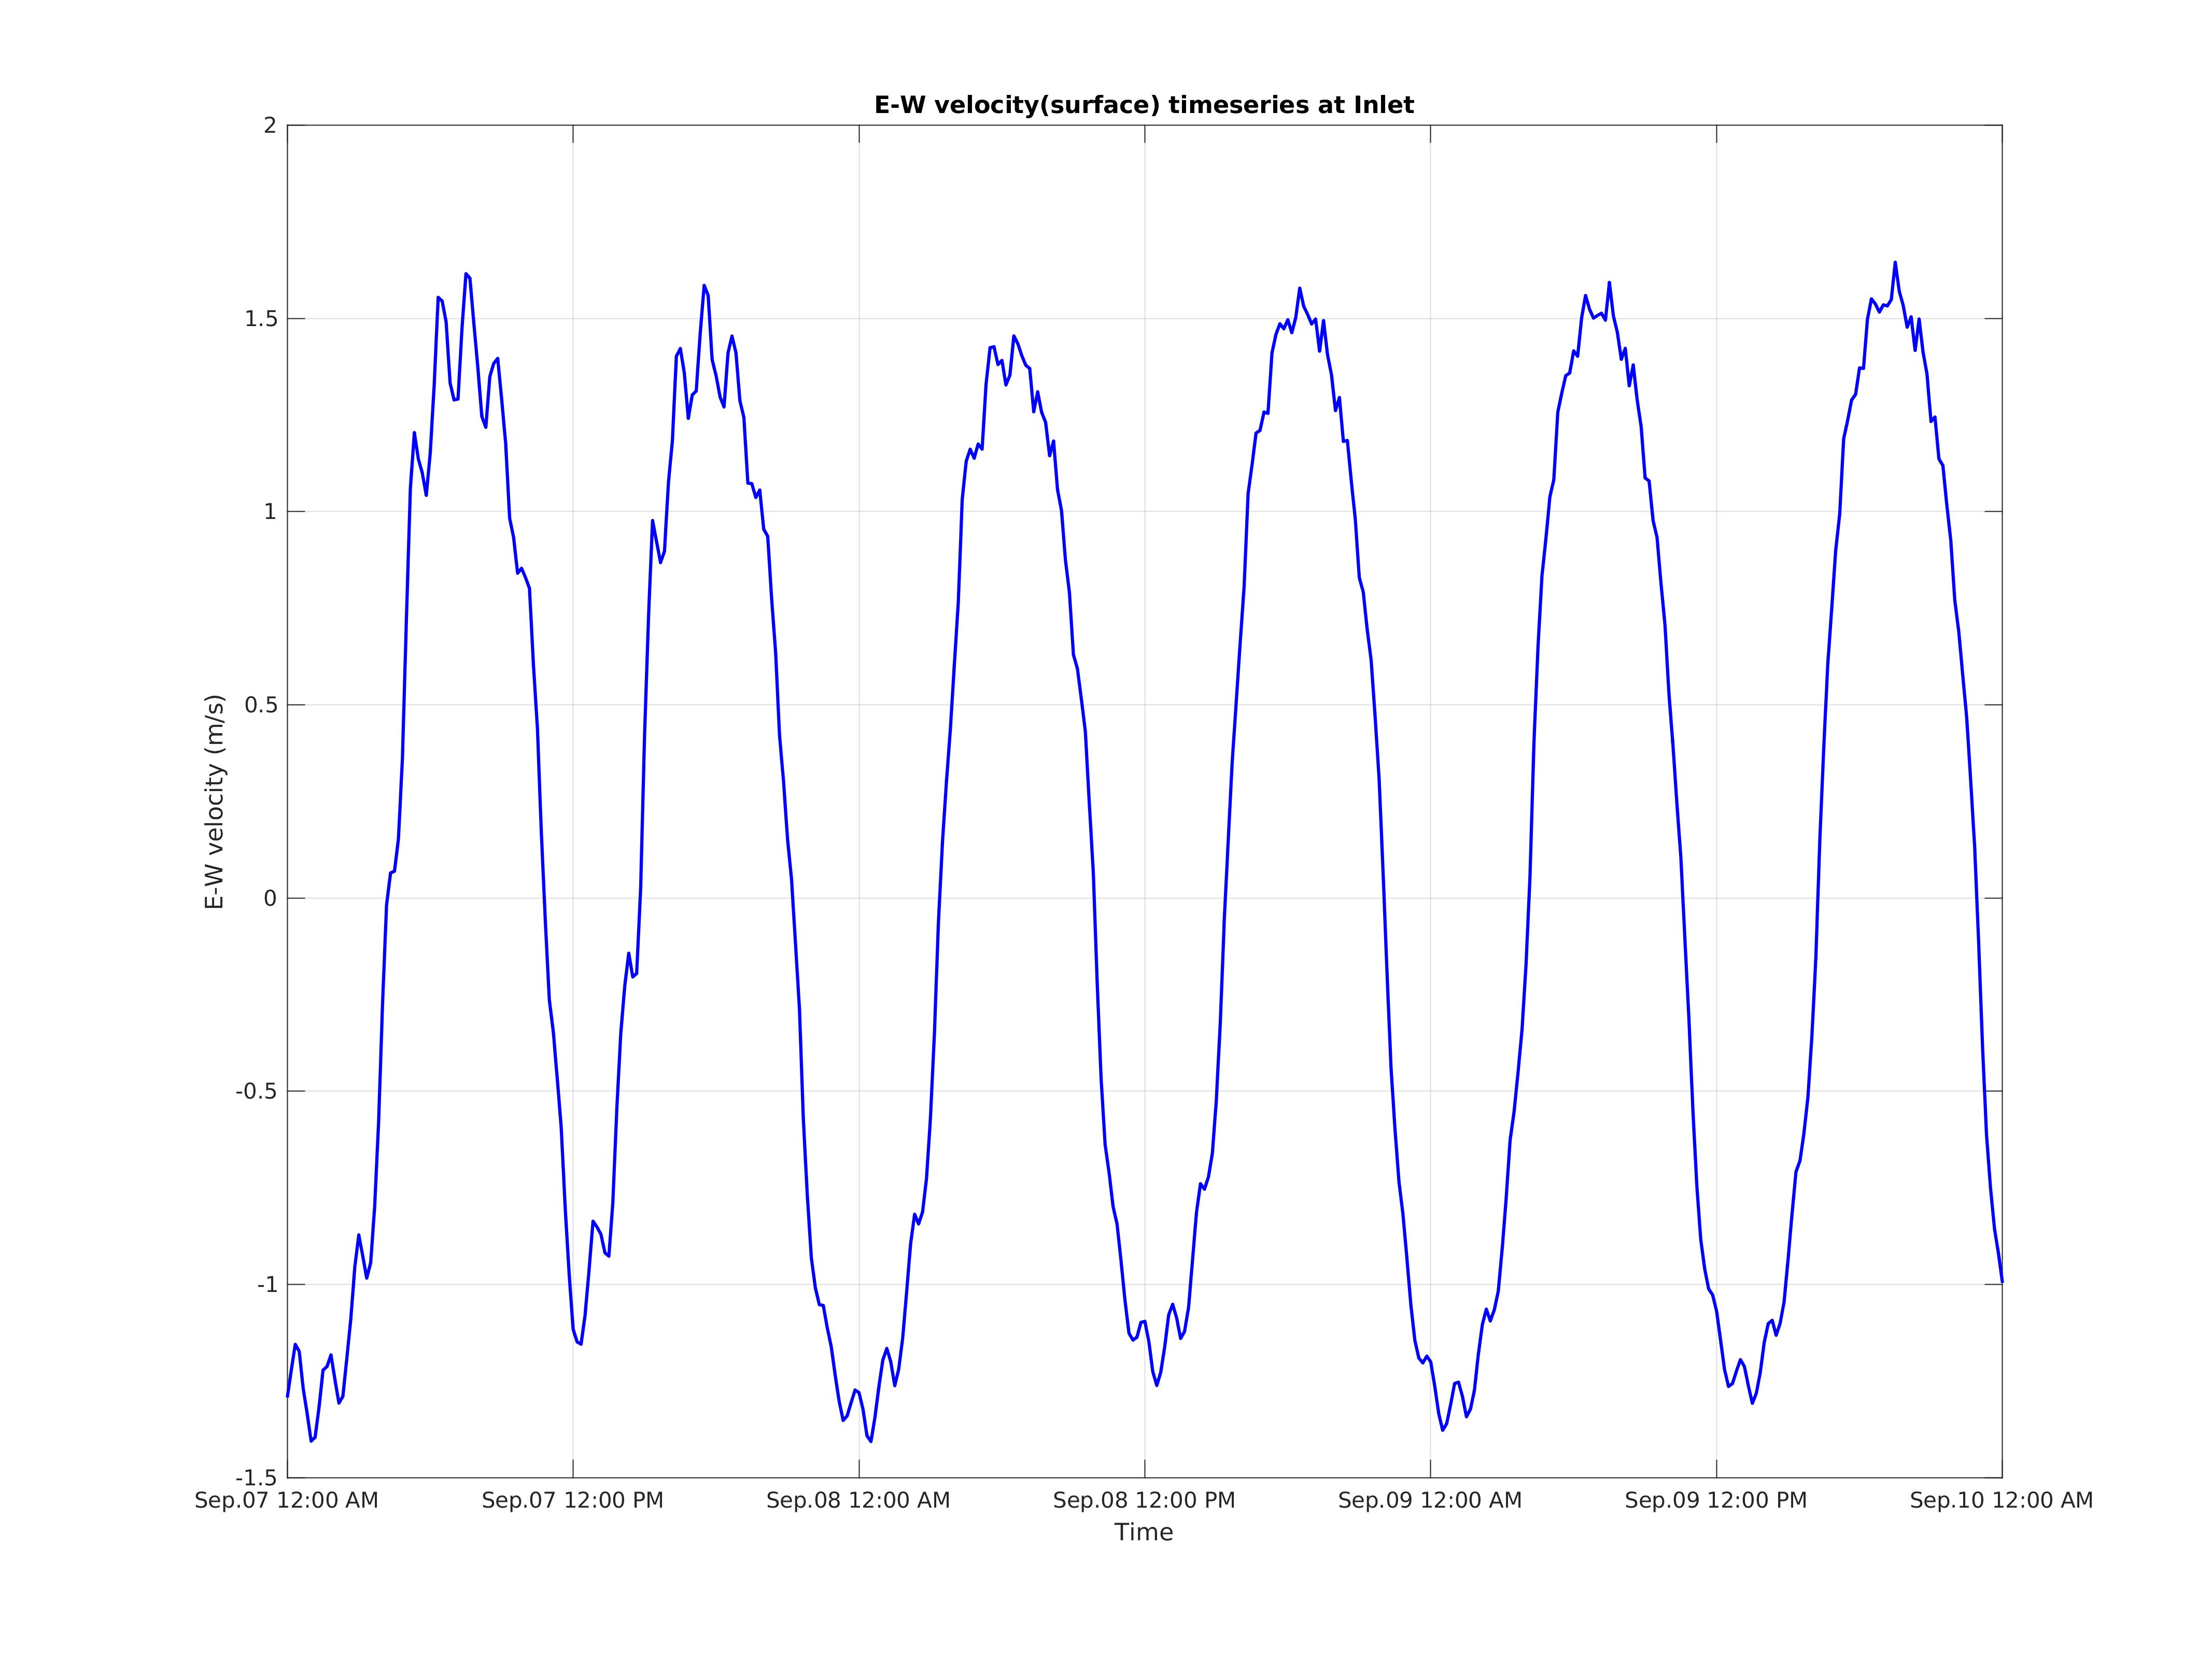 E-W velocity(surface) timeseries at Inlet
2
1.5
1
0.5
0
-0.5
-1
-1.5
E-W velocity (m/s)
Sep.07 12:00 AM Sep.07 12:00 PM Sep.08 12:00 AM Sep.08 12:00 PM Sep.09 12:00 AM Sep.09 12:00 PM Sep.10 12:00 AM
Time